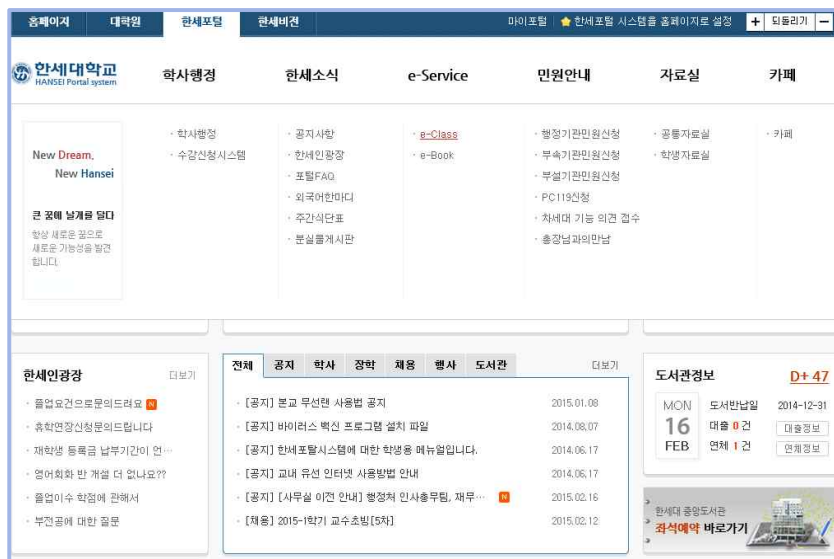 홈페이지 대학원 한세포털 한세비전 마이포털 한세포털 시스템을 홈페이지로 설정 + 되돌리기 −
한세대학교
HANSEI Portal system
학사행정 한세소식 e-Service 민원안내 자료실 카페
New Dream,
New Hansei
큰 꿈에 날개를 달다
항상 새로운 꿈으로
새로운 가능성을 발견
합니다.
· 학사행정
· 수강신청시스템
· 공지사항
· 한세인광장
· 포털FAQ
· 외국어한마디
· 주간식단표
· 분실물게시판
· e-Class
· e-Book
· 행정기관민원신청
· 부속기관민원신청
· 부설기관민원신청
· PC119신청
· 차세대 기능 의견 접수
· 총장님과의만남
· 공통자료실
· 학생자료실
· 카페
한세인광장 더보기
· 졸업요건으로문의드려요 N
· 휴학연장신청문의드립니다
· 재학생 등록금 납부기간이 언…
· 영어회화 반 개설 더 없나요??
· 졸업이수 학점에 관해서
· 부전공에 대한 질문
전체 공지 학사 장학 채용 행사 도서관 더보기
· [공지] 본교 무선랜 사용법 공지 2015.01.08
· [공지] 바이러스 백신 프로그램 설치 파일 2014.08.07
· [공지] 한세포탈시스템에 대한 학생용 메뉴얼입니다. 2014.06.17
· [공지] 교내 유선 인터넷 사용방법 안내 2014.06.17
· [공지] [사무실 이전 안내] 행정처 인사총무팀, 재무… N 2015.02.16
· [채용] 2015-1학기 교수초빙[5차] 2015.02.12
도서관정보 D+ 47
MON
16
FEB
도서반납일 2014-12-31
대출 0 건 대출정보
연체 1 건 연체정보
한세대 중앙도서관
좌석예약 바로가기